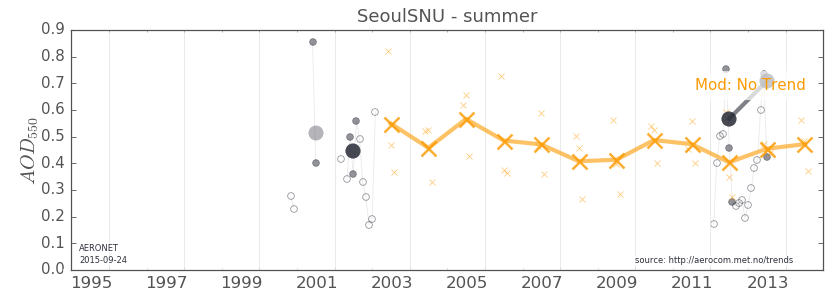 SeoulSNU - summer
0.9
0.8
0.7
0.6
0.5
0.4
0.3
0.2
0.1
0.0
AOD550
Mod: No Trend
AERONET
2015-09-24
source: http://aerocom.met.no/trends
1995 1997 1999 2001 2003 2005 2007 2009 2011 2013